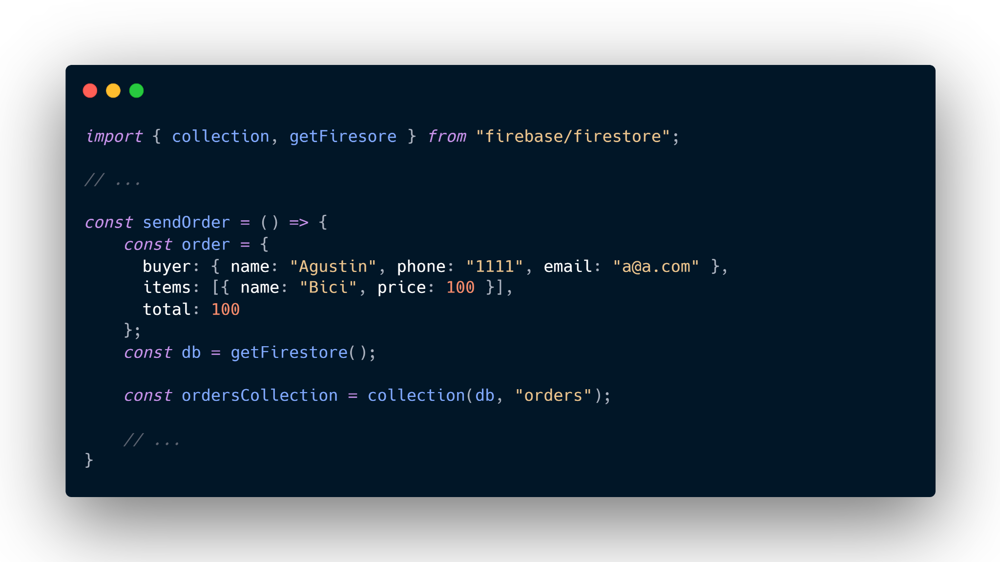 import { collection, getFiresore } from "firebase/firestore";
// ...
const sendOrder = () => {
    const order = {
      buyer: { name: "Agustin", phone: "1111", email: "a@a.com" },
      items: [{ name: "Bici", price: 100 }],
      total: 100
    };
    const db = getFirestore();
    const ordersCollection = collection(db, "orders");
    // ...
}